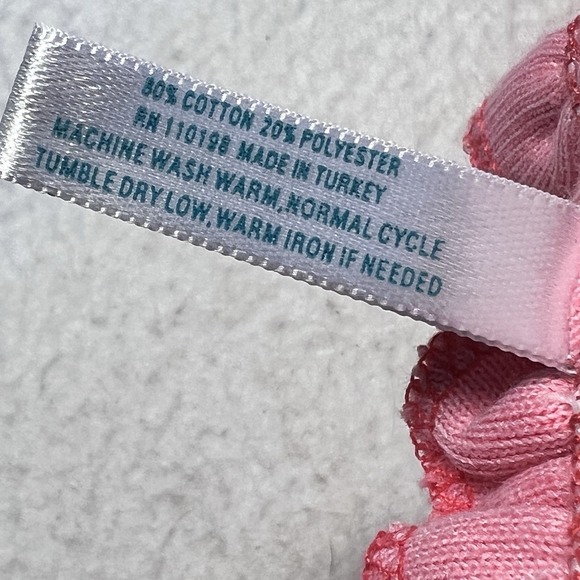 80% COTTON 20% POLYESTER
RN 110198 MADE IN TURKEY
MACHINE WASH WARM, NORMAL CYCLE
TUMBLE DRY LOW, WARM IRON IF NEEDED